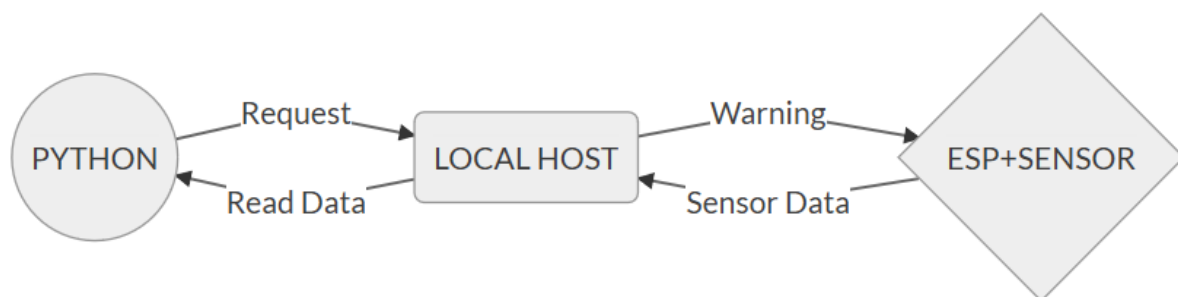 PYTHON
Request
Read Data
LOCAL HOST
Warning
Sensor Data
ESP+SENSOR